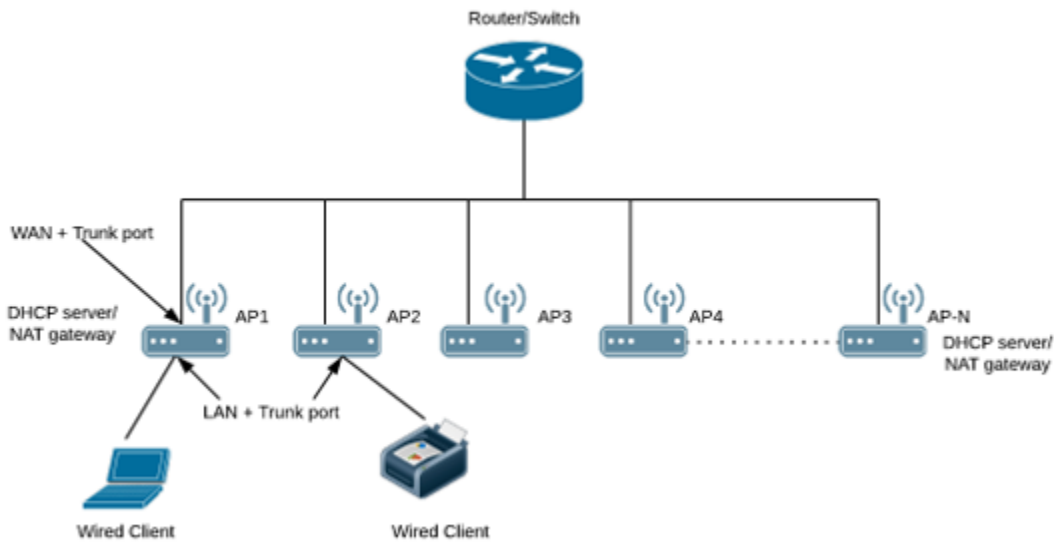 Router/Switch
WAN + Trunk port
DHCP server/
NAT gateway
AP1
AP2
AP3
AP4
AP-N
DHCP server/
NAT gateway
LAN + Trunk port
Wired Client
Wired Client